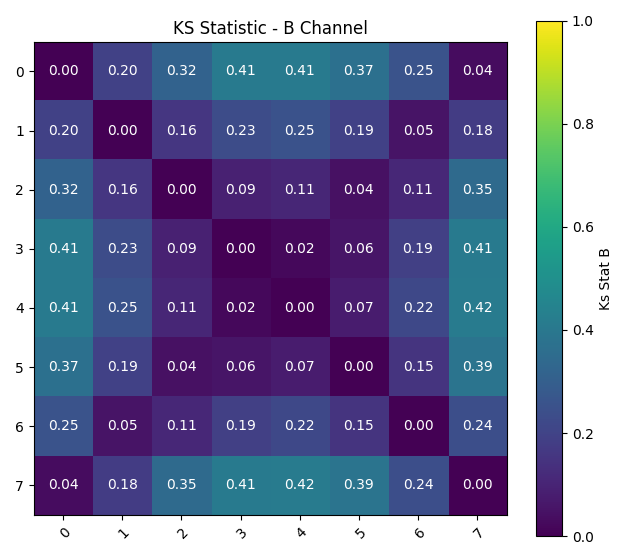 KS Statistic - B Channel
0 0.00 0.20 0.32 0.41 0.41 0.37 0.25 0.04
1 0.20 0.00 0.16 0.23 0.25 0.19 0.05 0.18
2 0.32 0.16 0.00 0.09 0.11 0.04 0.11 0.35
3 0.41 0.23 0.09 0.00 0.02 0.06 0.19 0.41
4 0.41 0.25 0.11 0.02 0.00 0.07 0.22 0.42
5 0.37 0.19 0.04 0.06 0.07 0.00 0.15 0.39
6 0.25 0.05 0.11 0.19 0.22 0.15 0.00 0.24
7 0.04 0.18 0.35 0.41 0.42 0.39 0.24 0.00
0 1 2 3 4 5 6 7
1.0
0.8
0.6
0.4
0.2
0.0
Ks Stat B